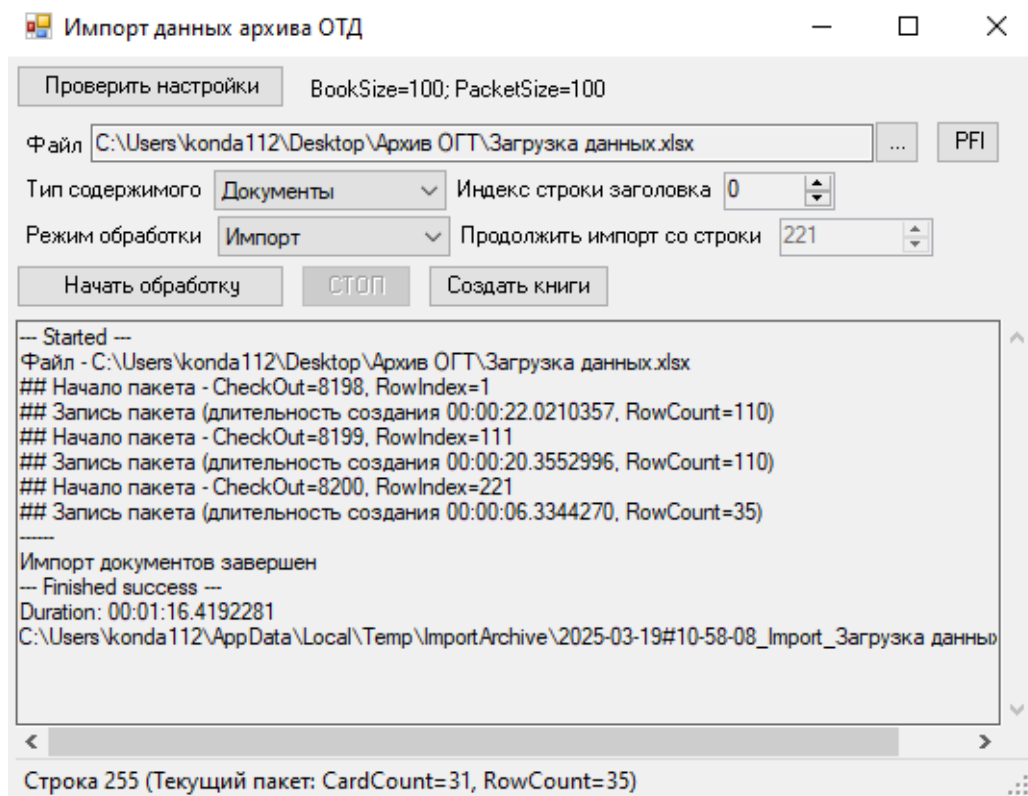 Импорт данных архива ОТД
Проверить настройки BookSize=100; PacketSize=100
Файл C:\Users\konda112\Desktop\Архив ОГТ\Загрузка данных.xlsx ... PFI
Тип содержимого Документы Индекс строки заголовка 0
Режим обработки Импорт Продолжить импорт со строки 221
Начать обработку СТОП Создать книги
--- Started ---
Файл - C:\Users\konda112\Desktop\Архив ОГТ\Загрузка данных.xlsx
## Начало пакета - CheckOut=8198, RowIndex=1
## Запись пакета (длительность создания 00:00:22.0210357, RowCount=110)
## Начало пакета - CheckOut=8199, RowIndex=111
## Запись пакета (длительность создания 00:00:20.3552996, RowCount=110)
## Начало пакета - CheckOut=8200, RowIndex=221
## Запись пакета (длительность создания 00:00:06.3344270, RowCount=35)
------
Импорт документов завершен
--- Finished success ---
Duration: 00:01:16.4192281
C:\Users\konda112\AppData\Local\Temp\ImportArchive\2025-03-19#10-58-08_Import_Загрузка данных
Строка 255 (Текущий пакет: CardCount=31, RowCount=35)